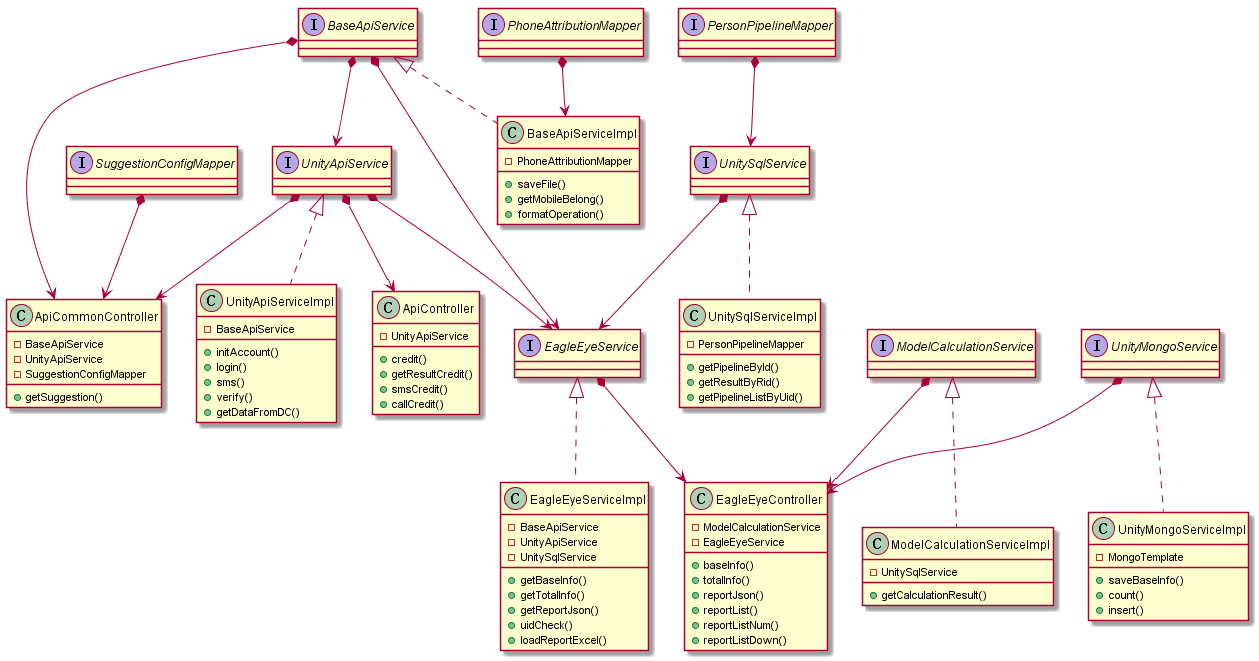 I BaseApiService
I PhoneAttributionMapper
I PersonPipelineMapper
C BaseApiServiceImpl
PhoneAttributionMapper
saveFile()
getMobileBelong()
formatOperation()
I SuggestionConfigMapper
I UnityApiService
I UnitySqlService
C ApiCommonController
BaseApiService
UnityApiService
SuggestionConfigMapper
getSuggestion()
C UnityApiServiceImpl
BaseApiService
initAccount()
login()
sms()
verify()
getDataFromDC()
C ApiController
UnityApiService
credit()
getResultCredit()
smsCredit()
callCredit()
I EagleEyeService
C UnitySqlServiceImpl
PersonPipelineMapper
getPipelineById()
getResultByRid()
getPipelineListByUid()
I ModelCalculationService
I UnityMongoService
C EagleEyeServiceImpl
BaseApiService
UnityApiService
UnitySqlService
getBaseInfo()
getTotalInfo()
getReportJson()
uidCheck()
loadReportExcel()
C EagleEyeController
ModelCalculationService
EagleEyeService
baseInfo()
totalInfo()
reportJson()
reportList()
reportListNum()
reportListDown()
C ModelCalculationServiceImpl
UnitySqlService
getCalculationResult()
C UnityMongoServiceImpl
MongoTemplate
saveBaseInfo()
count()
insert()